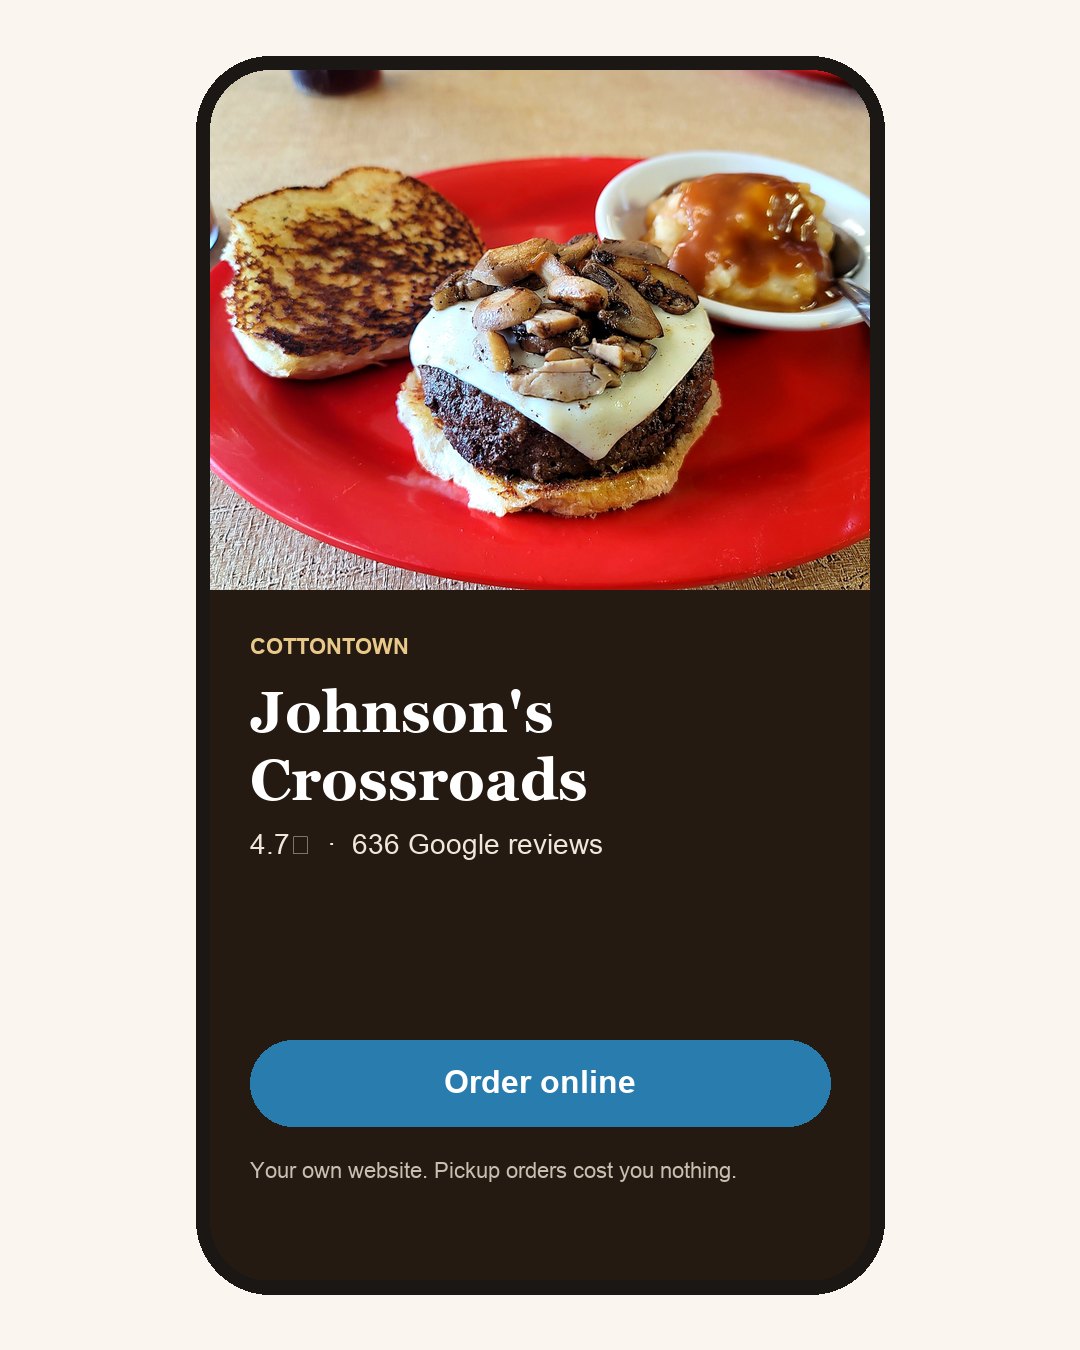 COTTONTOWN
Johnson's
Crossroads
4.7□ · 636 Google reviews
Order online
Your own website. Pickup orders cost you nothing.